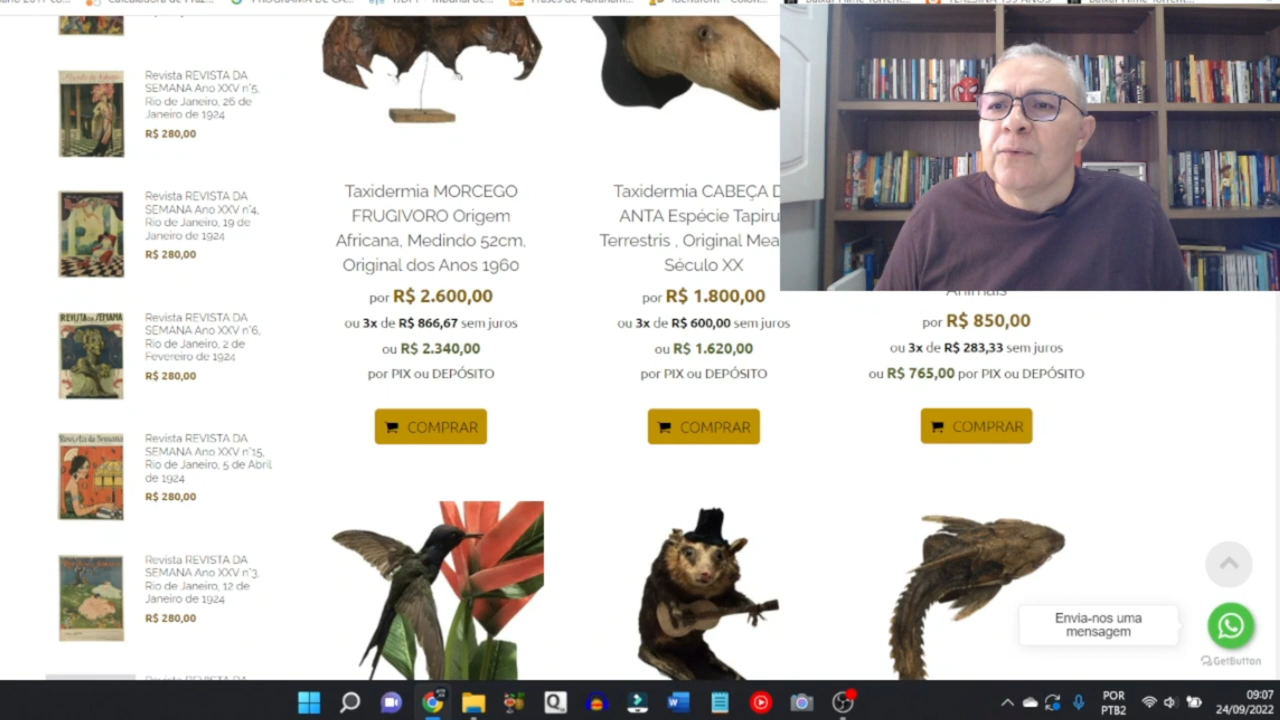 Revista REVISTA DA
SEMANA Ano XXV n°5,
Rio de Janeiro, 26 de
Janeiro de 1924
R$ 280,00
Revista REVISTA DA
SEMANA Ano XXV n°4,
Rio de Janeiro, 19 de
Janeiro de 1924
R$ 280,00
Revista REVISTA DA
SEMANA Ano XXV n°6,
Rio de Janeiro, 2 de
Fevereiro de 1924
R$ 280,00
Revista REVISTA DA
SEMANA Ano XXV n°15,
Rio de Janeiro, 5 de Abril
de 1924
R$ 280,00
Revista REVISTA DA
SEMANA Ano XXV n°3,
Rio de Janeiro, 12 de
Janeiro de 1924
R$ 280,00
Taxidermia MORCEGO
FRUGIVORO Origem
Africana, Medindo 52cm,
Original dos Anos 1960
por R$ 2.600,00
ou 3x de R$ 866,67 sem juros
ou R$ 2.340,00
por PIX ou DEPÓSITO
COMPRAR
Taxidermia CABEÇA D
ANTA Espécie Tapiru
Terrestris , Original Mea
Século XX
por R$ 1.800,00
ou 3x de R$ 600,00 sem juros
ou R$ 1.620,00
por PIX ou DEPÓSITO
COMPRAR
Animais
por R$ 850,00
ou 3x de R$ 283,33 sem juros
ou R$ 765,00 por PIX ou DEPÓSITO
COMPRAR
Envia-nos uma
mensagem
GetButton
POR
PTB2
09:07
24/09/2022